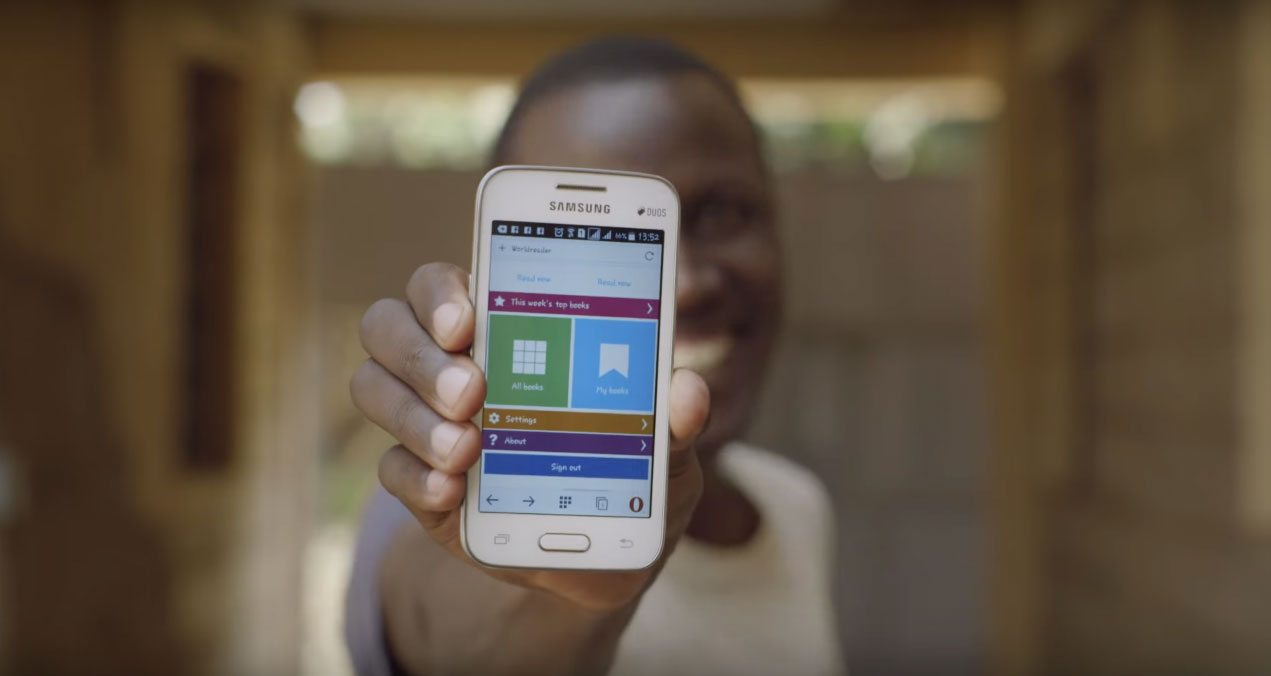 SAMSUNG
DUOS
66% 13:52
+ Worldreader
Read now Read now
This week's top books
All books My books
Settings
? About
Sign out